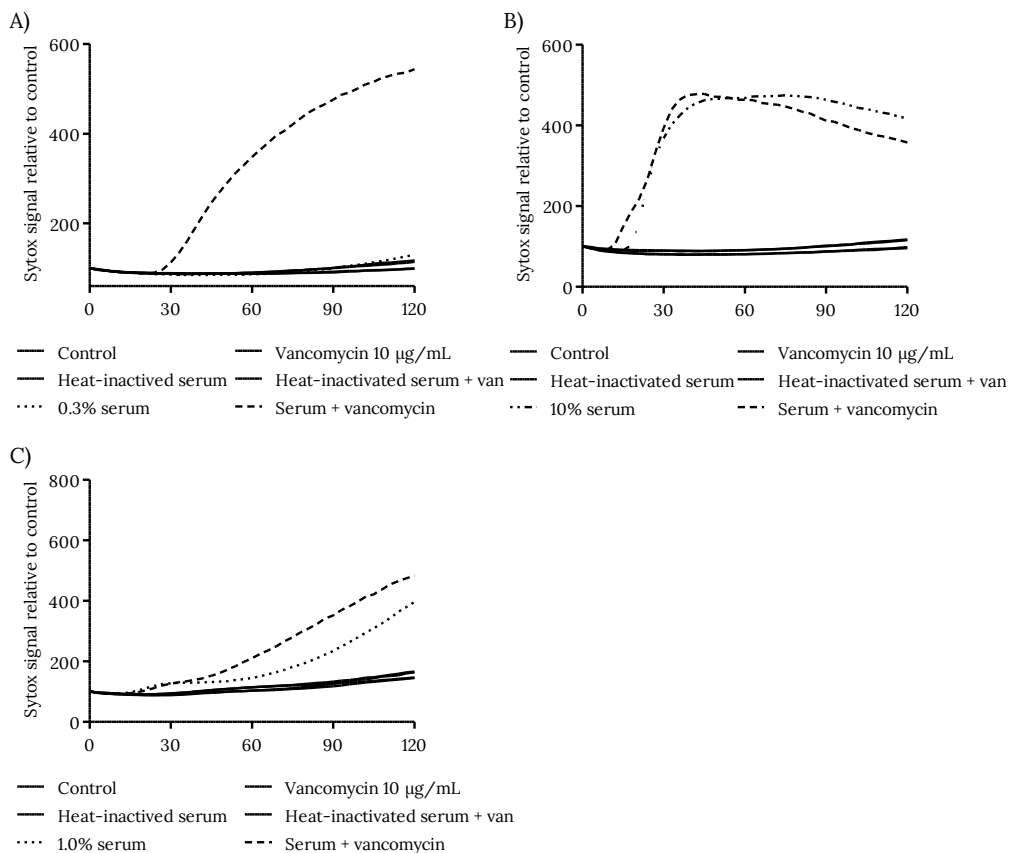 A)
Sytox signal relative to control
600
400
200
0 30 60 90 120
Control Vancomycin 10 µg/mL
Heat-inactived serum Heat-inactivated serum + van
0.3% serum Serum + vancomycin
B)
Sytox signal relative to control
600
400
200
0
0 30 60 90 120
Control Vancomycin 10 µg/mL
Heat-inactivated serum Heat-inactivated serum + van
10% serum Serum + vancomycin
C)
Sytox signal relative to control
800
600
400
200
0
0 30 60 90 120
Control Vancomycin 10 µg/mL
Heat-inactived serum Heat-inactivated serum + van
1.0% serum Serum + vancomycin